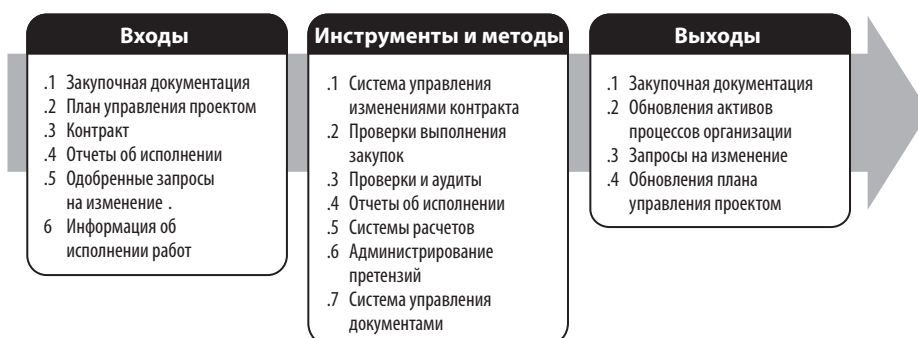 Входы
.1 Закупочная документация
.2 План управления проектом
.3 Контракт
.4 Отчеты об исполнении
.5 Одобренные запросы
на изменение .
6 Информация об
исполнении работ
Инструменты и методы
.1 Система управления
изменениями контракта
.2 Проверки выполнения
закупок
.3 Проверки и аудиты
.4 Отчеты об исполнении
.5 Системы расчетов
.6 Администрирование
претензий
.7 Система управления
документами
Выходы
.1 Закупочная документация
.2 Обновления активов
процессов организации
.3 Запросы на изменение
.4 Обновления плана
управления проектом